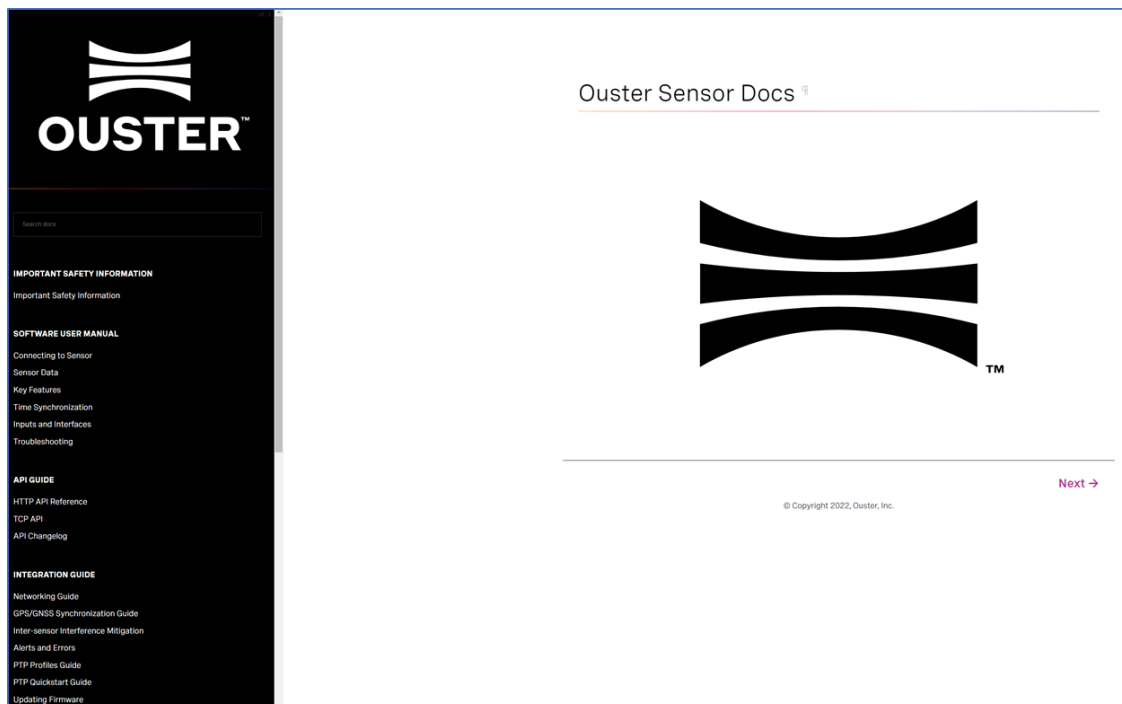 OUSTER™
Search docs
IMPORTANT SAFETY INFORMATION
Important Safety Information
SOFTWARE USER MANUAL
Connecting to Sensor
Sensor Data
Key Features
Time Synchronization
Inputs and Interfaces
Troubleshooting
API GUIDE
HTTP API Reference
TCP API
API Changelog
INTEGRATION GUIDE
Networking Guide
GPS/GNSS Synchronization Guide
Inter-sensor Interference Mitigation
Alerts and Errors
PTP Profiles Guide
PTP Quickstart Guide
Updating Firmware
Ouster Sensor Docs ¶
TM
Next →
© Copyright 2022, Ouster, Inc.